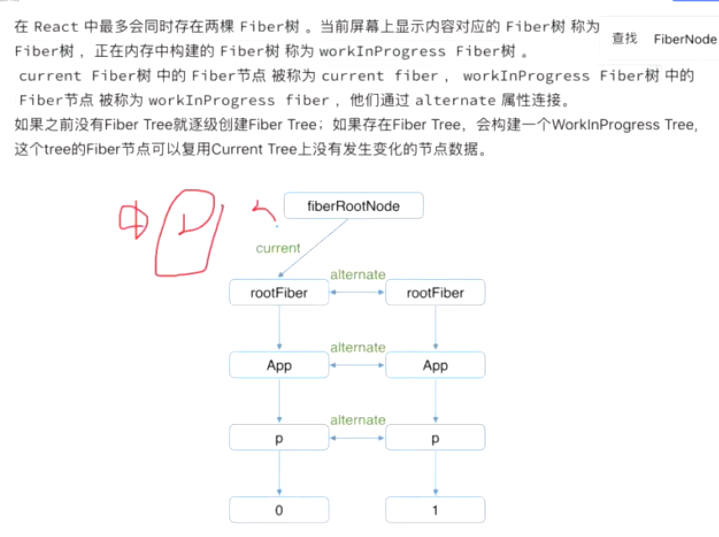 在 React 中最多会同时存在两棵 Fiber树 。当前屏幕上显示内容对应的 Fiber树 称为
查找 FiberNode
Fiber树 ，正在内存中构建的 Fiber树 称为 workInProgress Fiber树 。
current Fiber树 中的 Fiber节点 被称为 current fiber ， workInProgress Fiber树 中的
Fiber节点 被称为 workInProgress fiber ，他们通过 alternate 属性连接。
如果之前没有Fiber Tree就逐级创建Fiber Tree；如果存在Fiber Tree，会构建一个WorkInProgress Tree,
这个tree的Fiber节点可以复用Current Tree上没有发生变化的节点数据。
fiberRootNode
current
alternate
rootFiber rootFiber
alternate
App App
alternate
p p
0 1